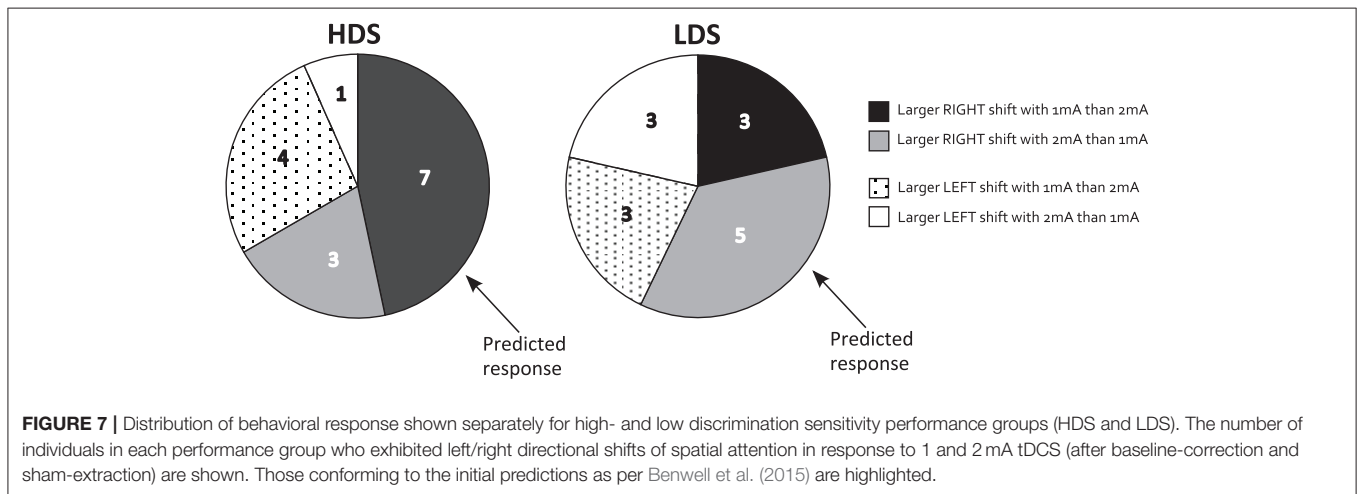 HDS
LDS
1
4
7
3
3
3
3
5
Larger RIGHT shift with 1mA than 2mA
Larger RIGHT shift with 2mA than 1mA
Larger LEFT shift with 1mA than 2mA
Larger LEFT shift with 2mA than 1mA
Predicted
response
Predicted
response
FIGURE 7 | Distribution of behavioral response shown separately for high- and low discrimination sensitivity performance groups (HDS and LDS). The number of
individuals in each performance group who exhibited left/right directional shifts of spatial attention in response to 1 and 2 mA tDCS (after baseline-correction and
sham-extraction) are shown. Those conforming to the initial predictions as per Benwell et al. (2015) are highlighted.